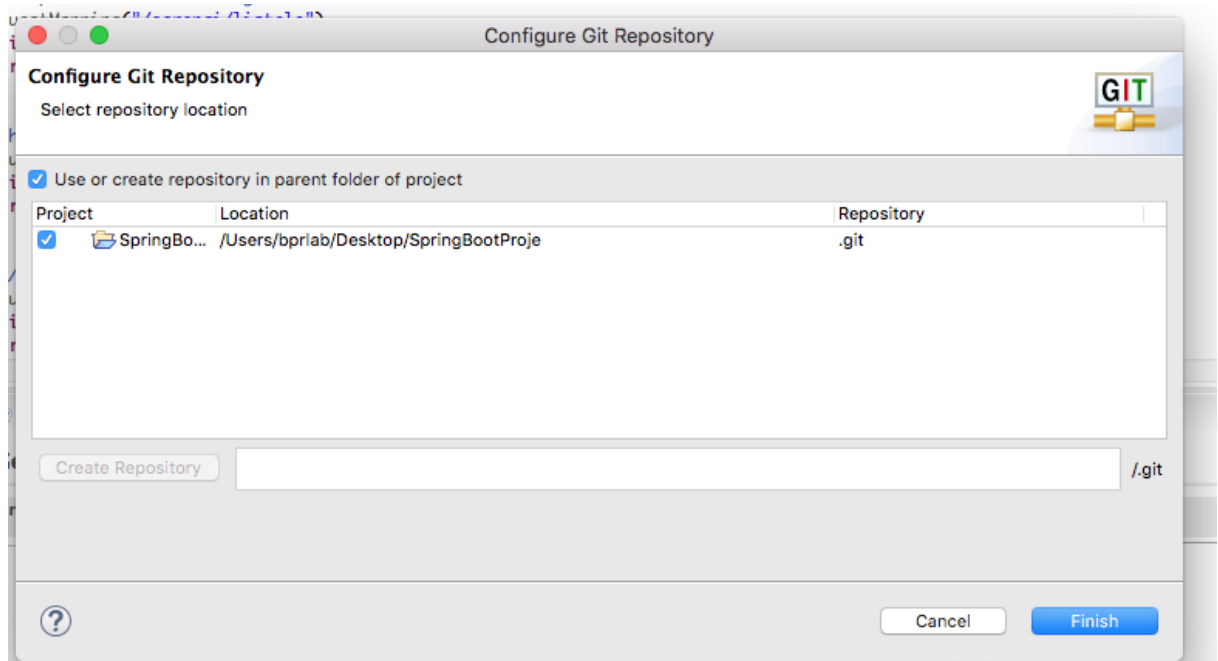 Configure Git Repository
Configure Git Repository
Select repository location
GIT
Use or create repository in parent folder of project
Project Location Repository
SpringBo... /Users/bprlab/Desktop/SpringBootProje .git
Create Repository /.git
? Cancel Finish